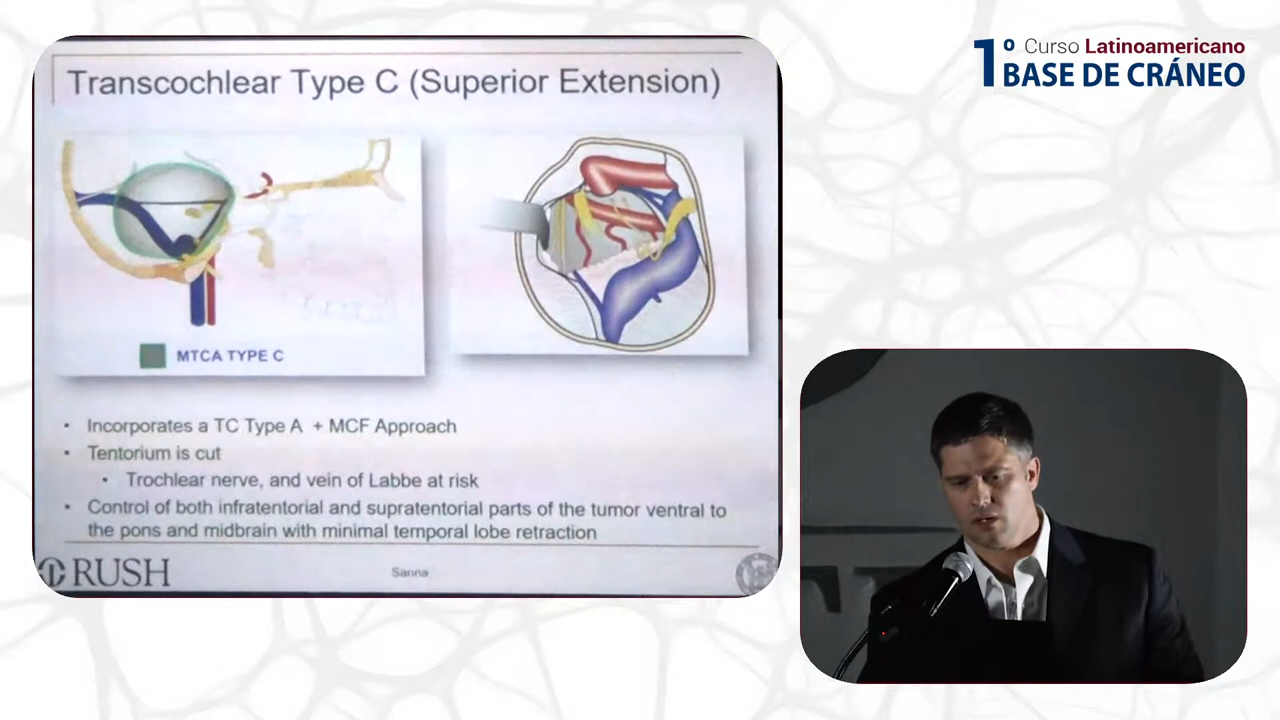 Transcochlear Type C (Superior Extension)
MTCA TYPE C
• Incorporates a TC Type A + MCF Approach
• Tentorium is cut
• Trochlear nerve, and vein of Labbe at risk
• Control of both infratentorial and supratentorial parts of the tumor ventral to
the pons and midbrain with minimal temporal lobe retraction
RUSH
Sanna
1º Curso Latinoamericano
BASE DE CRÁNEO